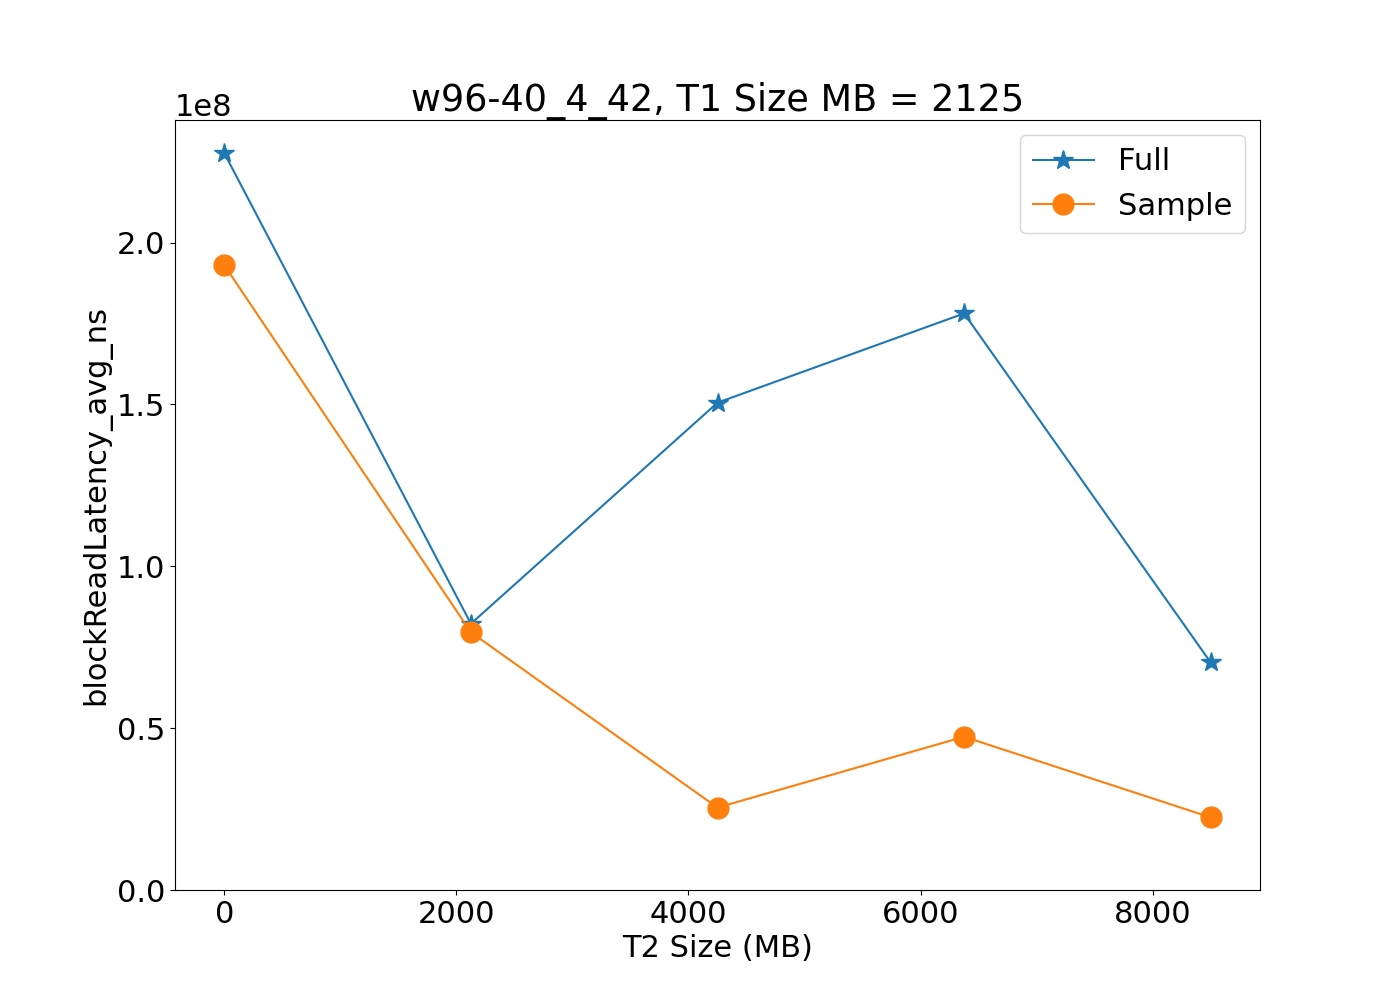 w96-40_4_42, T1 Size MB = 2125
1e8
Full
Sample
2.0
1.5
1.0
0.5
0.0
blockReadLatency_avg_ns
0 2000 4000 6000 8000
T2 Size (MB)